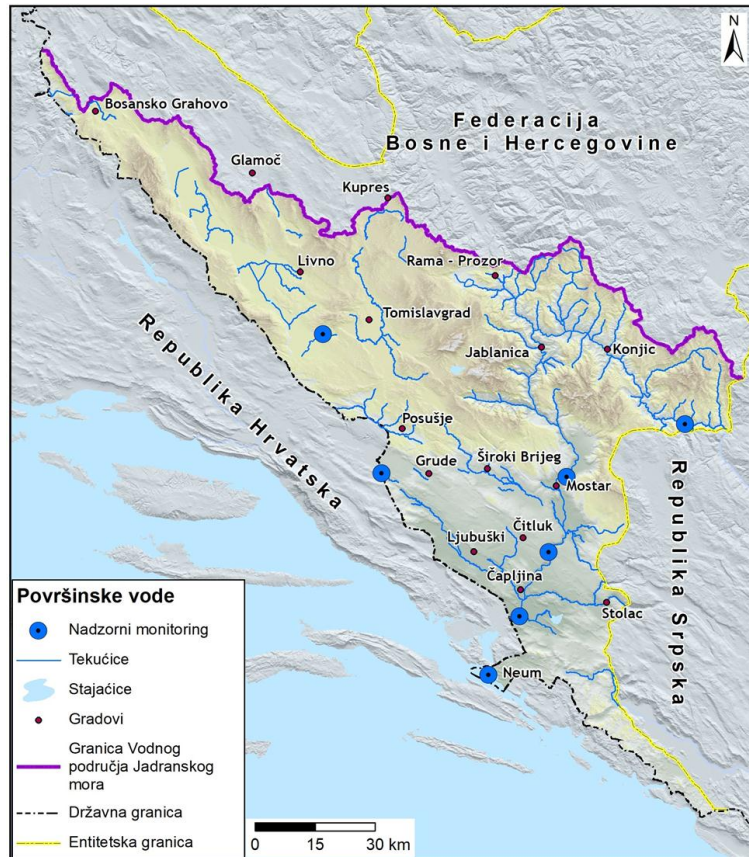 N
Bosansko Grahovo
Federacija
Bosne i Hercegovine
Glamoč
Kupres
Livno
Rama - Prozor
Tomislavgrad
Jablanica
Konjic
Republika Hrvatska
Posušje
Grude
Široki Brijeg
Mostar
Republika Srpska
Ljubuški
Čitluk
Čapljina
Stolac
Neum
Površinske vode
Nadzorni monitoring
Tekućice
Stajaćice
Gradovi
Granica Vodnog
područja Jadranskog
mora
Državna granica
Entitetska granica
0 15 30 km